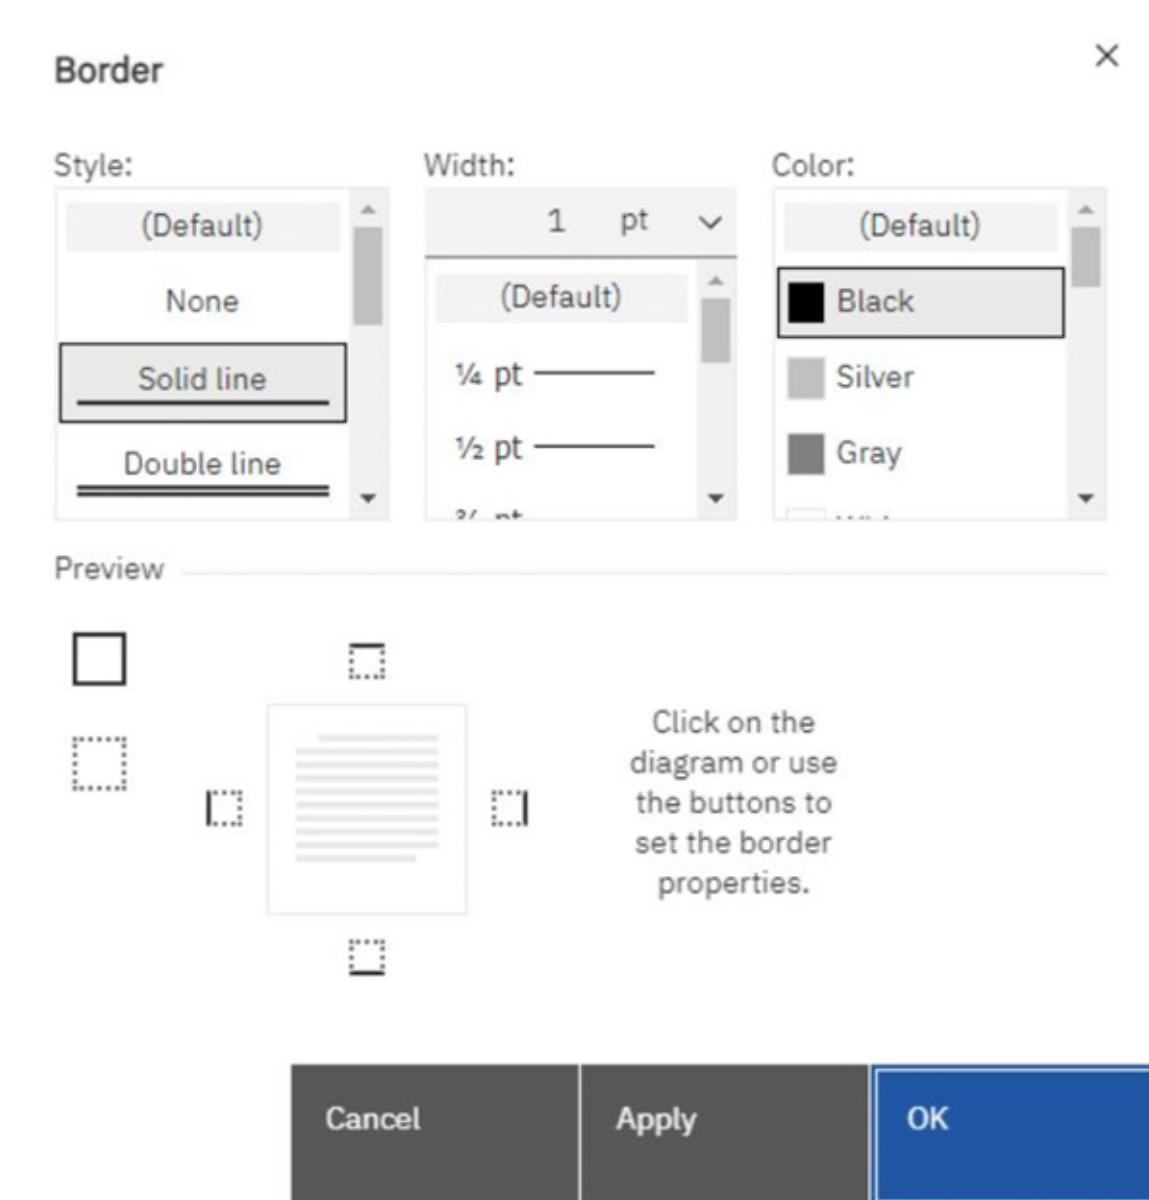 Border
Style:
(Default)
None
Solid line
Double line
Width:
1 pt
(Default)
¼ pt
½ pt
pt
Color:
(Default)
Black
Silver
Gray
Preview
Click on the
diagram or use
the buttons to
set the border
properties.
Cancel
Apply
OK